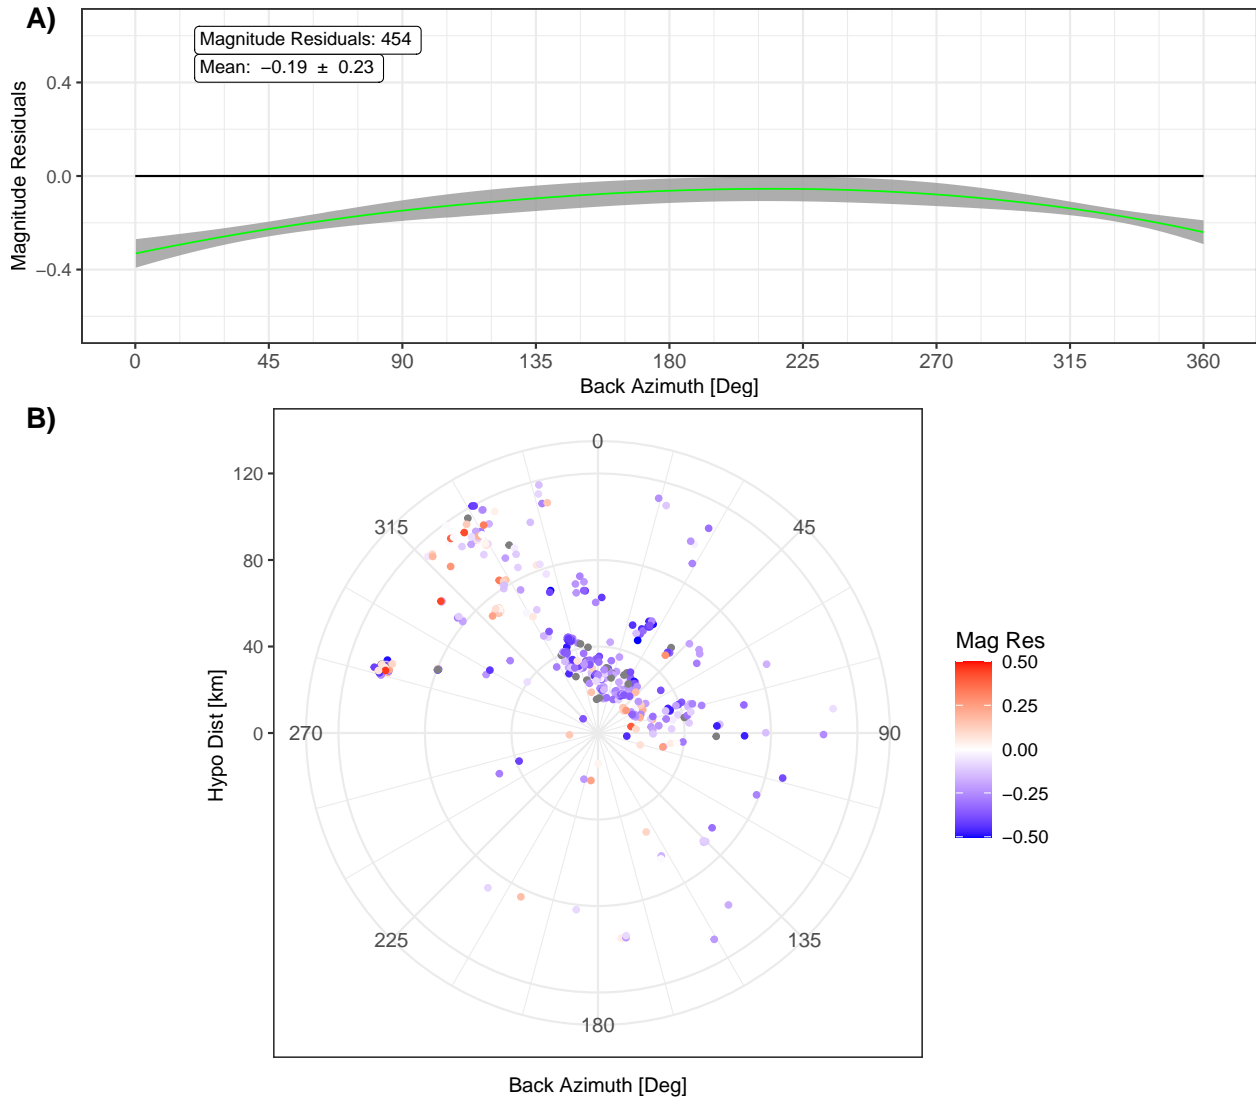 A)
Magnitude Residuals: 454
Mean: −0.19 ± 0.23
Magnitude Residuals
0.4
0.0
−0.4
0 45 90 135 180 225 270 315 360
Back Azimuth [Deg]
B)
Hypo Dist [km]
120
80
40
0
0
45
90
135
180
225
270
315
Back Azimuth [Deg]
Mag Res
0.50
0.25
0.00
−0.25
−0.50